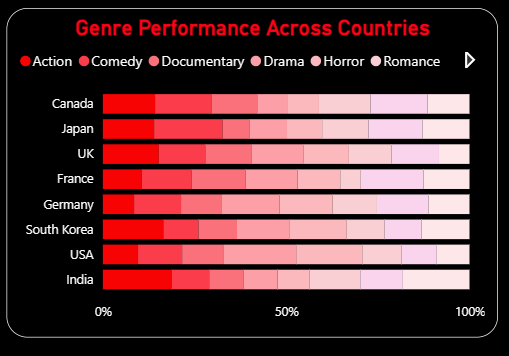 Genre Performance Across Countries
Action Comedy Documentary Drama Horror Romance
Canada
Japan
UK
France
Germany
South Korea
USA
India
0% 50% 100%